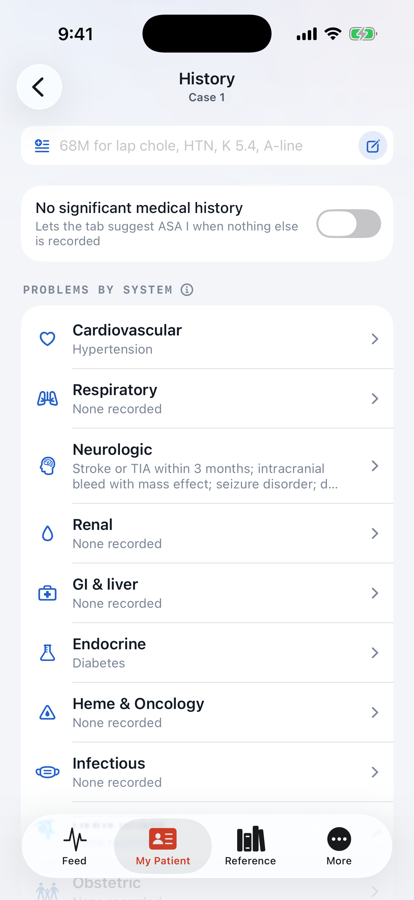 9:41
History
Case 1
68M for lap chole, HTN, K 5.4, A-line
No significant medical history
Lets the tab suggest ASA I when nothing else
is recorded
PROBLEMS BY SYSTEM
Cardiovascular
Hypertension
Respiratory
None recorded
Neurologic
Stroke or TIA within 3 months; intracranial
bleed with mass effect; seizure disorder; d...
Renal
None recorded
GI & liver
None recorded
Endocrine
Diabetes
Heme & Oncology
None recorded
Infectious
None recorded
Feed
My Patient
Reference
More
Obstetric